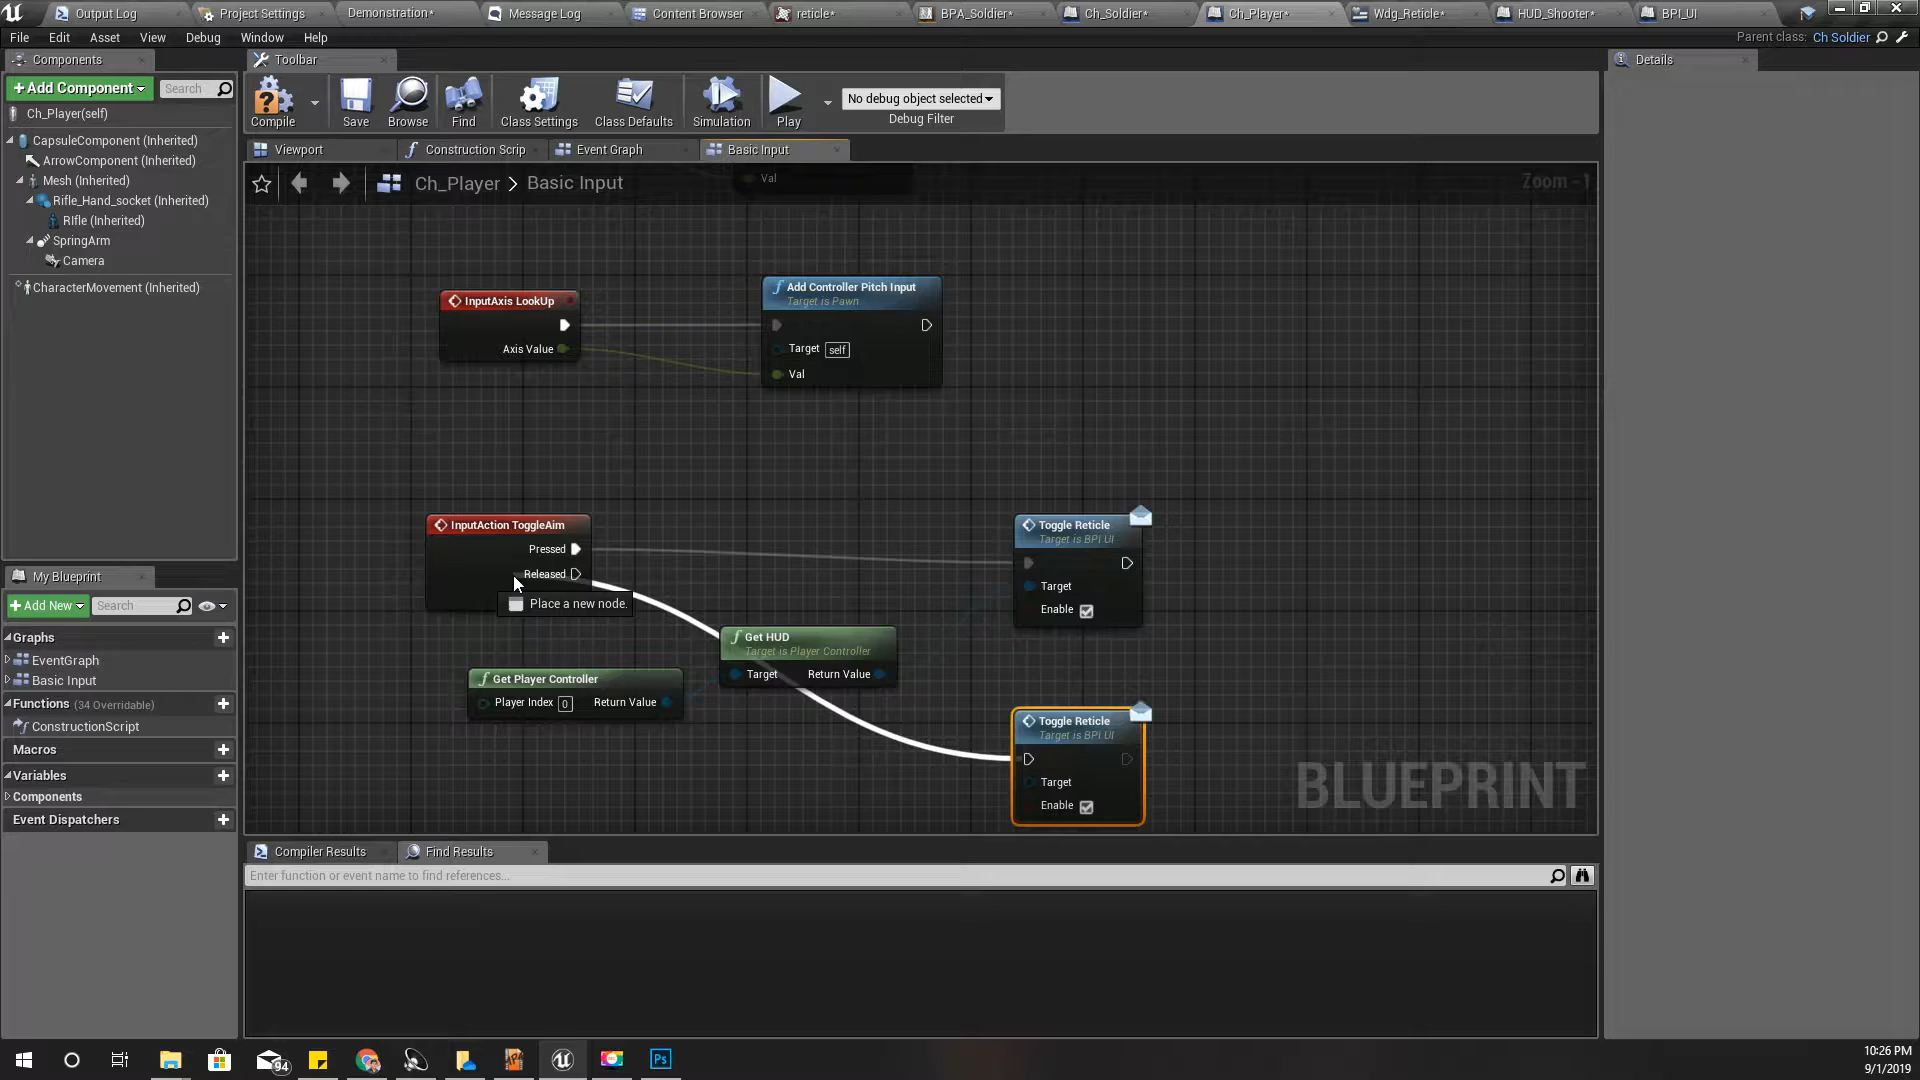 Output Log
Project Settings
Demonstration*
Message Log
Content Browser
reticle*
BPA_Soldier*
Ch_Soldier*
Ch_Player*
Wdg_Reticle*
HUD_Shooter*
BPI_UI
File Edit Asset View Debug Window Help
Parent class: Ch Soldier
Components
Toolbar
Details
+Add Component
Search
Compile
Save
Browse
Find
Class Settings
Class Defaults
Simulation
Play
No debug object selected
Debug Filter
Ch_Player(self)
CapsuleComponent (Inherited)
ArrowComponent (Inherited)
Mesh (Inherited)
Rifle_Hand_socket (Inherited)
RIfle (Inherited)
SpringArm
Camera
CharacterMovement (Inherited)
Viewport
Construction Scrip
Event Graph
Basic Input
Ch_Player > Basic Input
Val
Zoom -1
InputAxis LookUp
Axis Value
Add Controller Pitch Input
Target is Pawn
Target self
Val
InputAction ToggleAim
Pressed
Released
Place a new node.
Toggle Reticle
Target is BPI UI
Target
Enable
Get HUD
Target is Player Controller
Target Return Value
Get Player Controller
Player Index 0 Return Value
Toggle Reticle
Target is BPI UI
Target
Enable
BLUEPRINT
My Blueprint
+Add New
Search
Graphs
EventGraph
Basic Input
Functions (34 Overridable)
ConstructionScript
Macros
Variables
Components
Event Dispatchers
Compiler Results
Find Results
Enter function or event name to find references...
94
Ps
10:26 PM
9/1/2019